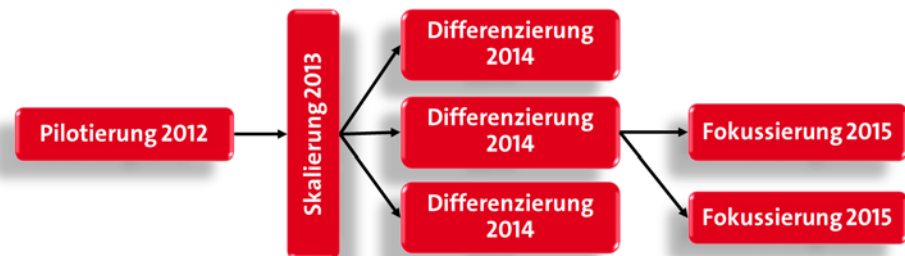 Pilotierung 2012
Skalierung 2013
Differenzierung
2014
Differenzierung
2014
Differenzierung
2014
Fokussierung 2015
Fokussierung 2015